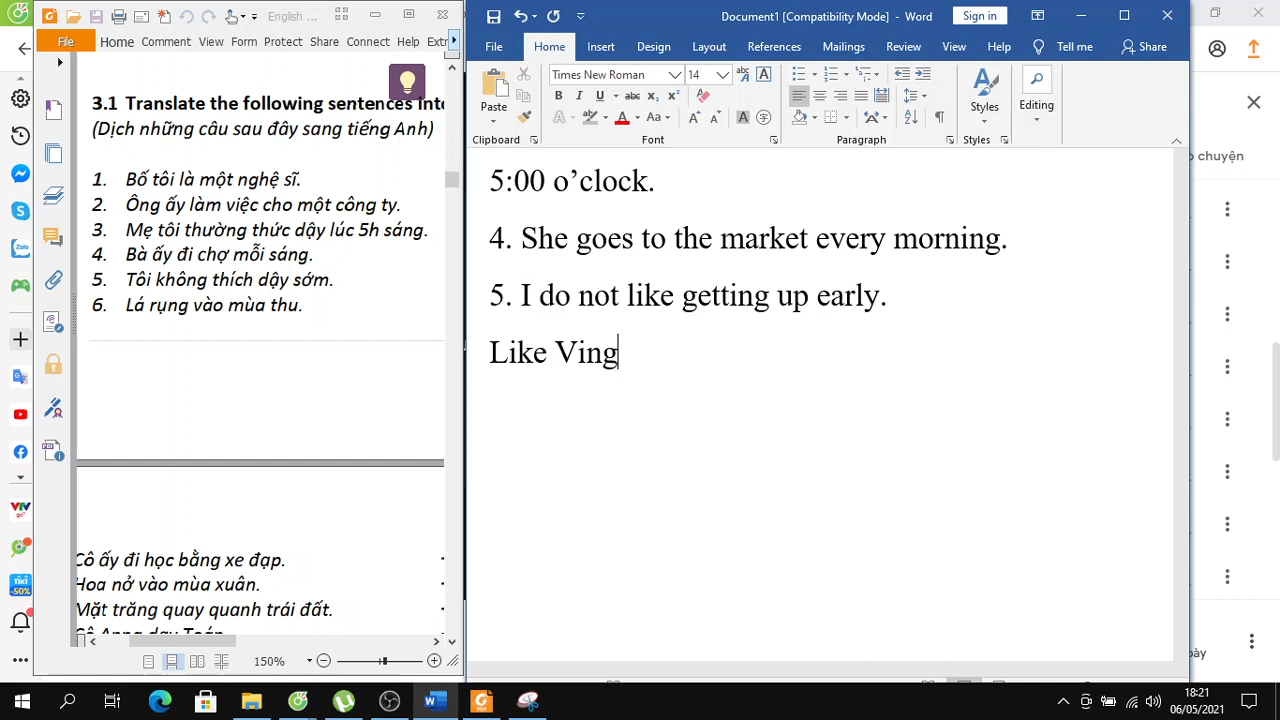 English ...
File Home Comment View Form Protect Share Connect Help Extr
3.1 Translate the following sentences into
(Dịch những câu sau đây sang tiếng Anh)
1. Bố tôi là một nghệ sĩ.
2. Ông ấy làm việc cho một công ty.
3. Mẹ tôi thường thức dậy lúc 5h sáng.
4. Bà ấy đi chợ mỗi sáng.
5. Tôi không thích dậy sớm.
6. Lá rụng vào mùa thu.
Cô ấy đi học bằng xe đạp.
Hoa nở vào mùa xuân.
Mặt trăng quay quanh trái đất.
150%
Document1 [Compatibility Mode] - Word
Sign in
File Home Insert Design Layout References Mailings Review View Help Tell me Share
Times New Roman 14
Paste
Styles
Editing
Clipboard Font Paragraph Styles
5:00 o’clock.
4. She goes to the market every morning.
5. I do not like getting up early.
Like Ving
chuyện
18:21
06/05/2021